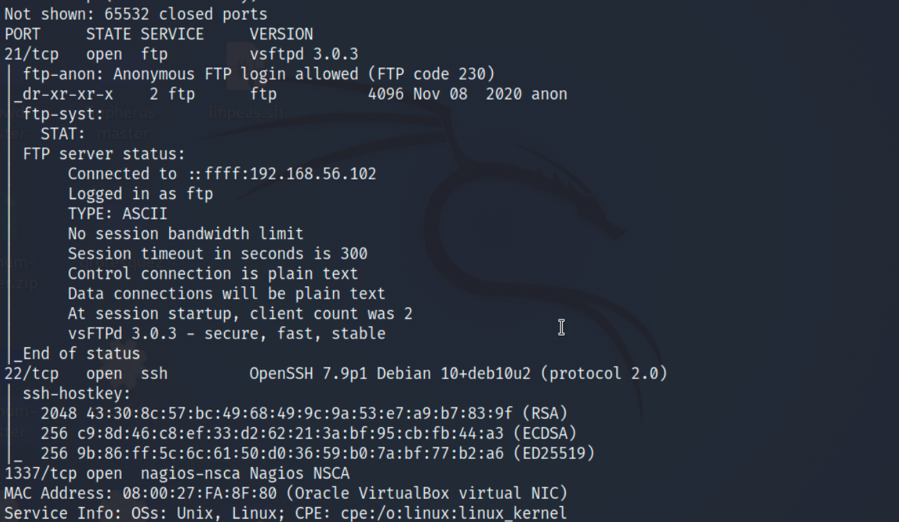 Not shown: 65532 closed ports
PORT     STATE SERVICE     VERSION
21/tcp   open  ftp         vsftpd 3.0.3
| ftp-anon: Anonymous FTP login allowed (FTP code 230)
|_dr-xr-xr-x    2 ftp      ftp          4096 Nov 08  2020 anon
| ftp-syst:
|   STAT:
| FTP server status:
|      Connected to ::ffff:192.168.56.102
|      Logged in as ftp
|      TYPE: ASCII
|      No session bandwidth limit
|      Session timeout in seconds is 300
|      Control connection is plain text
|      Data connections will be plain text
|      At session startup, client count was 2
|      vsFTPd 3.0.3 - secure, fast, stable
|_End of status
22/tcp   open  ssh         OpenSSH 7.9p1 Debian 10+deb10u2 (protocol 2.0)
| ssh-hostkey:
|   2048 43:30:8c:57:bc:49:68:49:9c:9a:53:e7:a9:b7:83:9f (RSA)
|   256 c9:8d:46:c8:ef:33:d2:62:21:3a:bf:95:cb:fb:44:a3 (ECDSA)
|_  256 9b:86:ff:5c:6c:61:50:d0:36:59:b0:7a:bf:77:b2:a6 (ED25519)
1337/tcp open  nagios-nsca Nagios NSCA
MAC Address: 08:00:27:FA:8F:80 (Oracle VirtualBox virtual NIC)
Service Info: OSs: Unix, Linux; CPE: cpe:/o:linux:linux_kernel